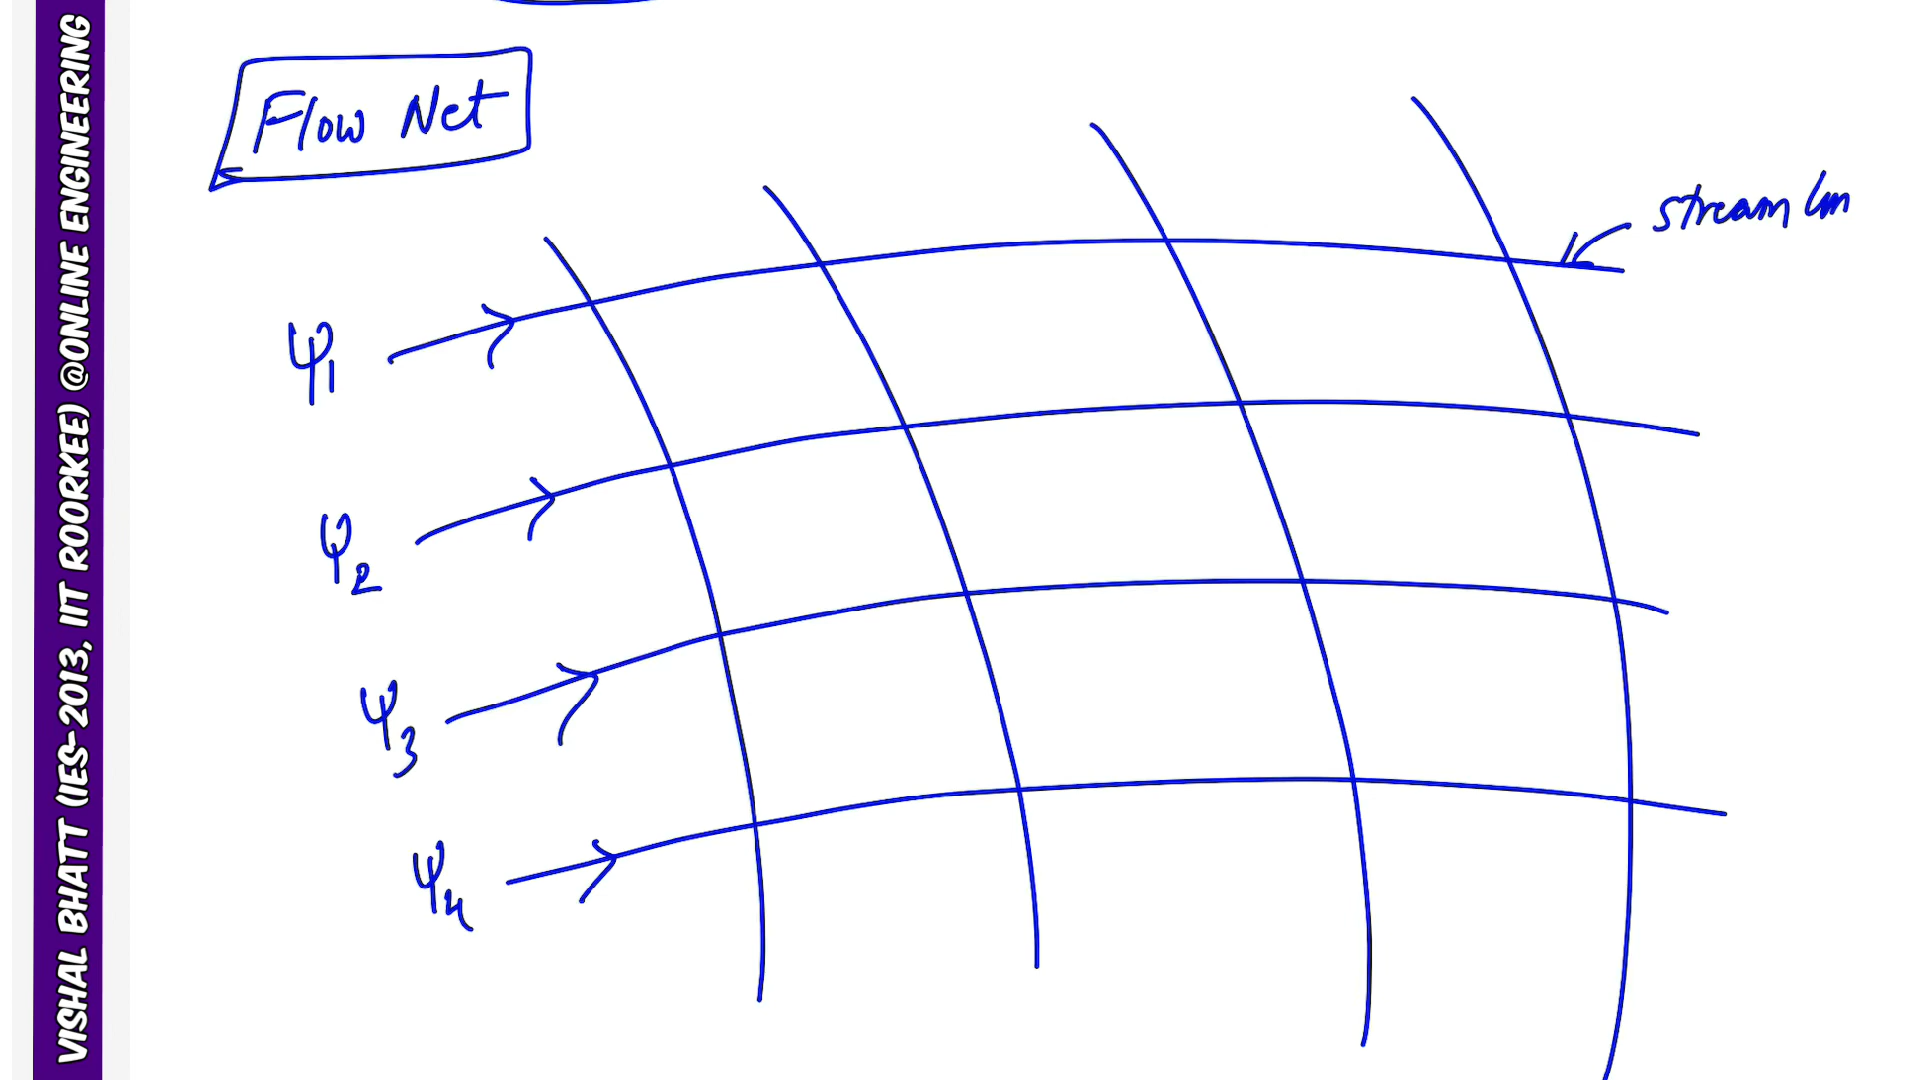 VISHAL BHATT (IES-2013, IIT ROORKEE) @ONLINE ENGINEERING
Flow Net
stream lin
ψ1
ψ2
ψ3
ψ4